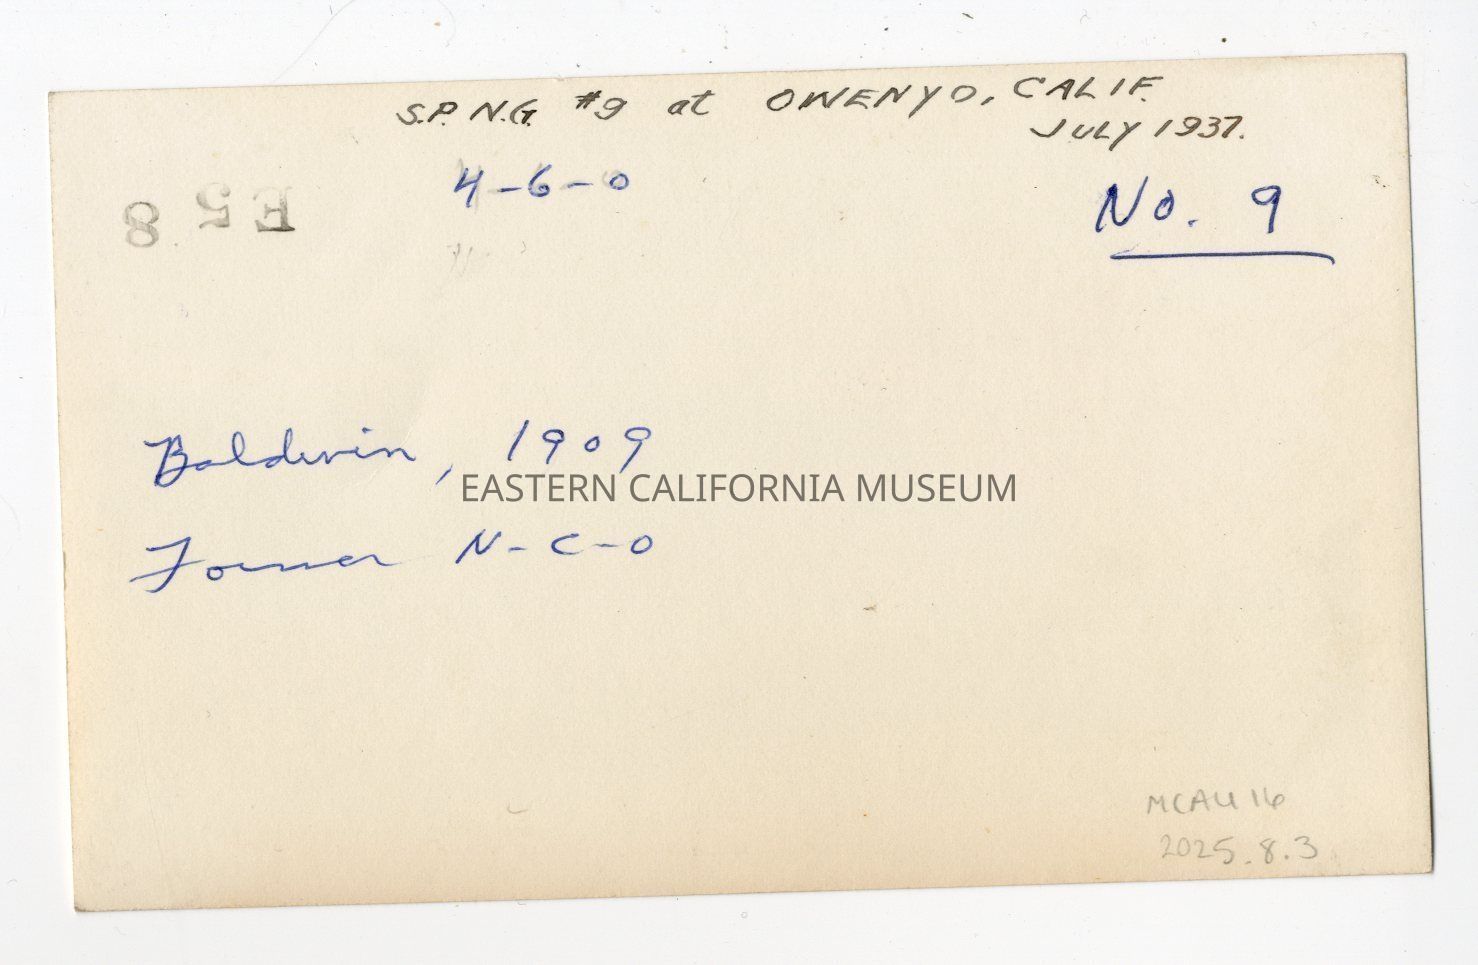 S.P. N.G. #9 at OWENYO, CALIF.
JULY 1937.
4-6-0
No. 9
E58
Baldwin, 1909
EASTERN CALIFORNIA MUSEUM
Former N-C-O
MCAU 16
2025.8.3